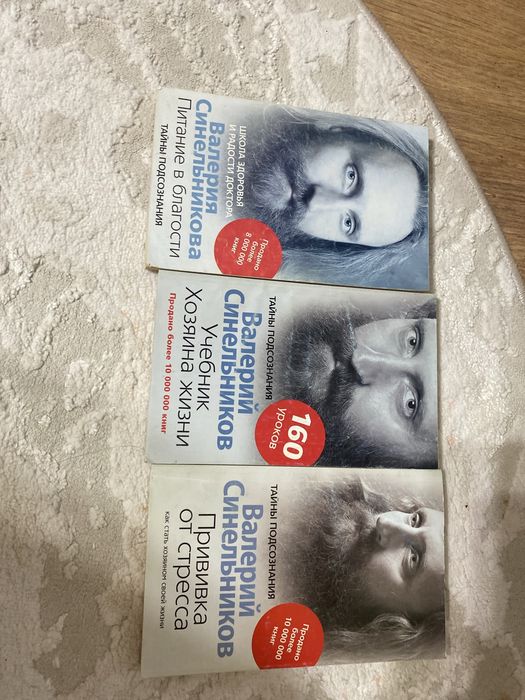 ШКОЛА ЗДОРОВЬЯ
И РАДОСТИ ДОКТОРА
Валерия
Синельникова
Питание в благости
ТАЙНЫ ПОДСОЗНАНИЯ
Продано
более
8 000 000
книг
ТАЙНЫ ПОДСОЗНАНИЯ
Валерий
Синельников
Учебник
Хозяина жизни
Продано более 10 000 000 книг
160
уроков
ТАЙНЫ ПОДСОЗНАНИЯ
Валерий
Синельников
Прививка
от стресса
как стать хозяином своей жизни
Продано
более
10 000 000
книг